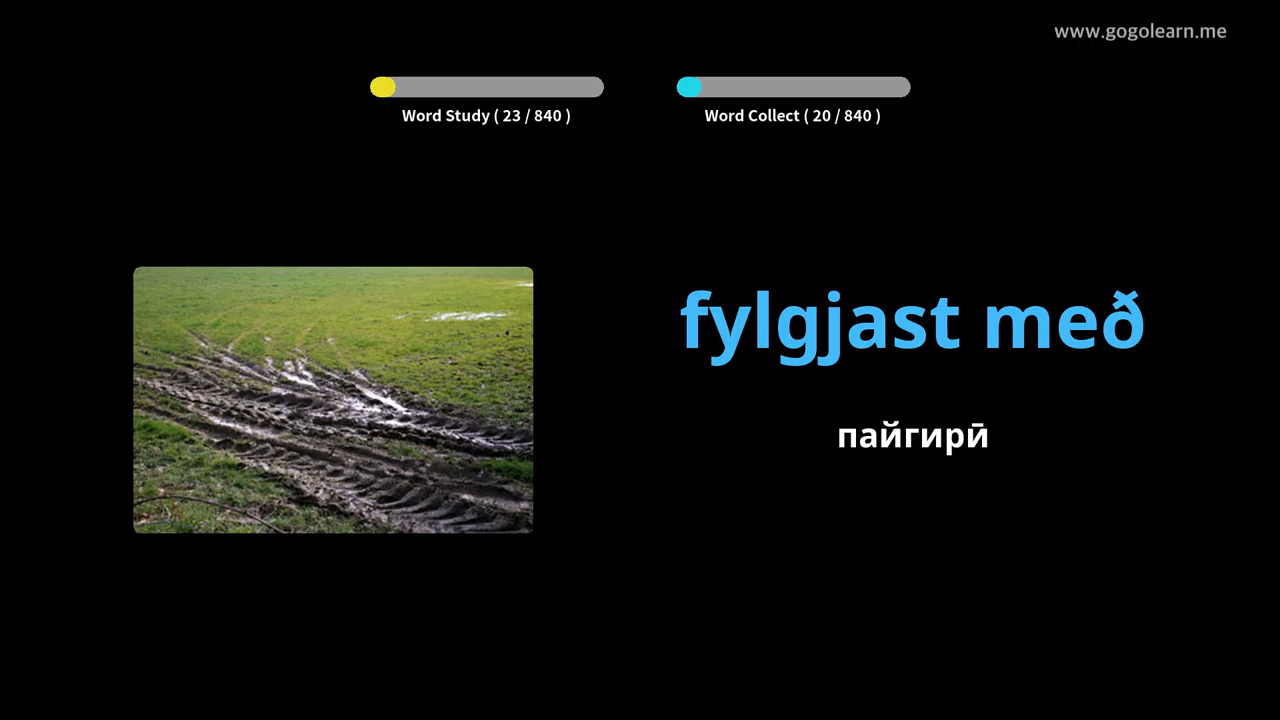 www.gogolearn.me
Word Study ( 23 / 840 )
Word Collect ( 20 / 840 )
fylgjast með
пайгирӣ